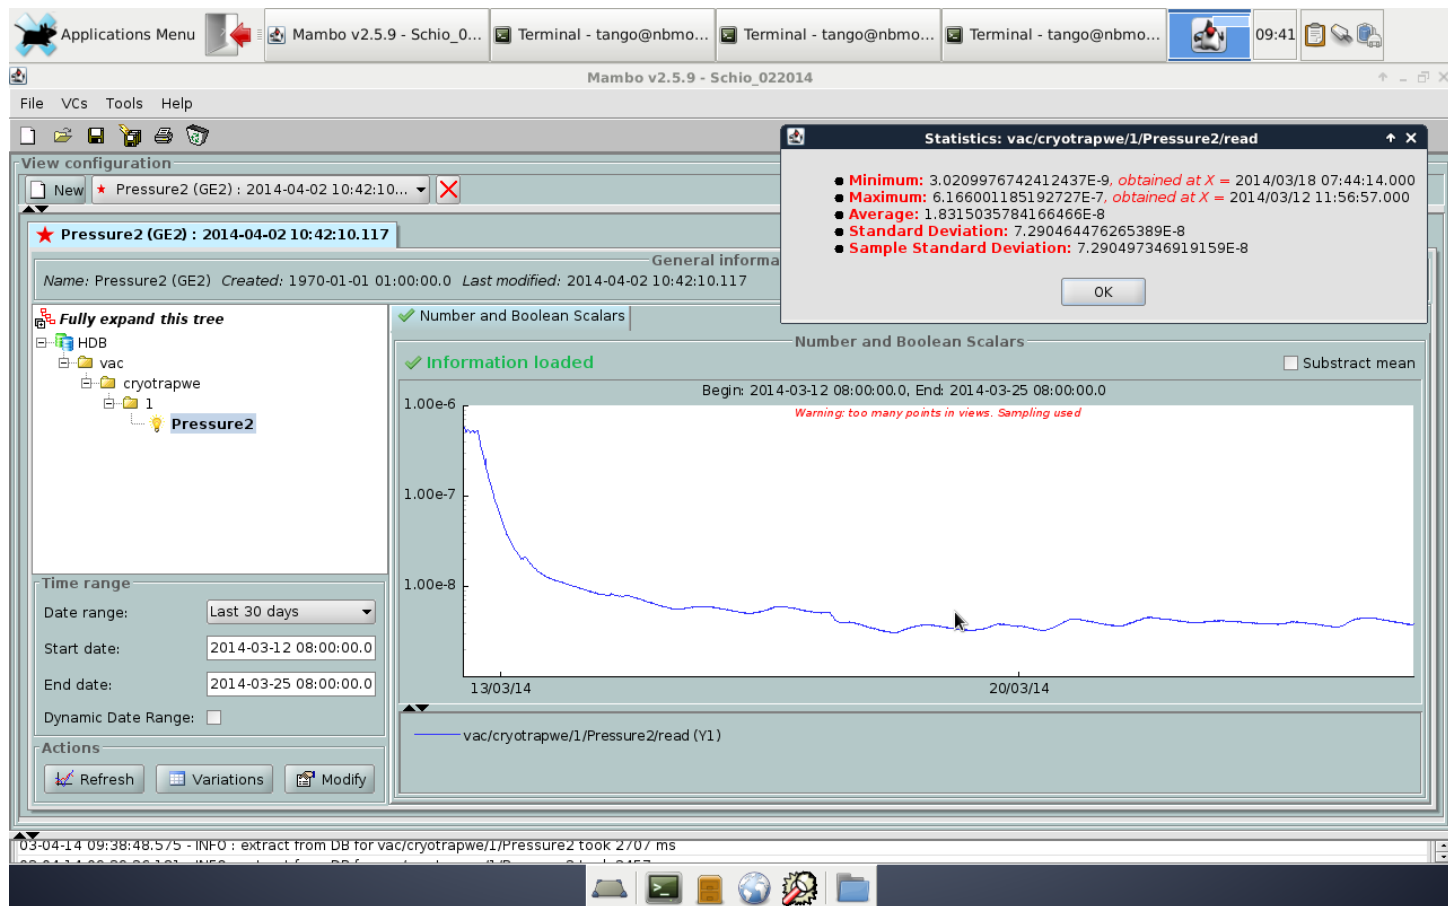 Applications Menu
Mambo v2.5.9 - Schio_0...
Terminal - tango@nbmo...
Terminal - tango@nbmo...
Terminal - tango@nbmo...
09:41
Mambo v2.5.9 - Schio_022014
File VCs Tools Help
View configuration
New
Pressure2 (GE2) : 2014-04-02 10:42:10...
Statistics: vac/cryotrapwe/1/Pressure2/read
Minimum: 3.0209976742412437E-9, obtained at X = 2014/03/18 07:44:14.000
Maximum: 6.166001185192727E-7, obtained at X = 2014/03/12 11:56:57.000
Average: 1.8315035784166466E-8
Standard Deviation: 7.290464476265389E-8
Sample Standard Deviation: 7.290497346919159E-8
OK
Pressure2 (GE2) : 2014-04-02 10:42:10.117
General informa
Name: Pressure2 (GE2) Created: 1970-01-01 01:00:00.0 Last modified: 2014-04-02 10:42:10.117
Fully expand this tree
HDB
vac
cryotrapwe
1
Pressure2
Number and Boolean Scalars
Number and Boolean Scalars
Information loaded
Substract mean
Begin: 2014-03-12 08:00:00.0, End: 2014-03-25 08:00:00.0
Warning: too many points in views. Sampling used
1.00e-6
1.00e-7
1.00e-8
13/03/14
20/03/14
vac/cryotrapwe/1/Pressure2/read (Y1)
Time range
Date range: Last 30 days
Start date: 2014-03-12 08:00:00.0
End date: 2014-03-25 08:00:00.0
Dynamic Date Range:
Actions
Refresh
Variations
Modify
03-04-14 09:38:48.575 - INFO : extract from DB for vac/cryotrapwe/1/Pressure2 took 2707 ms